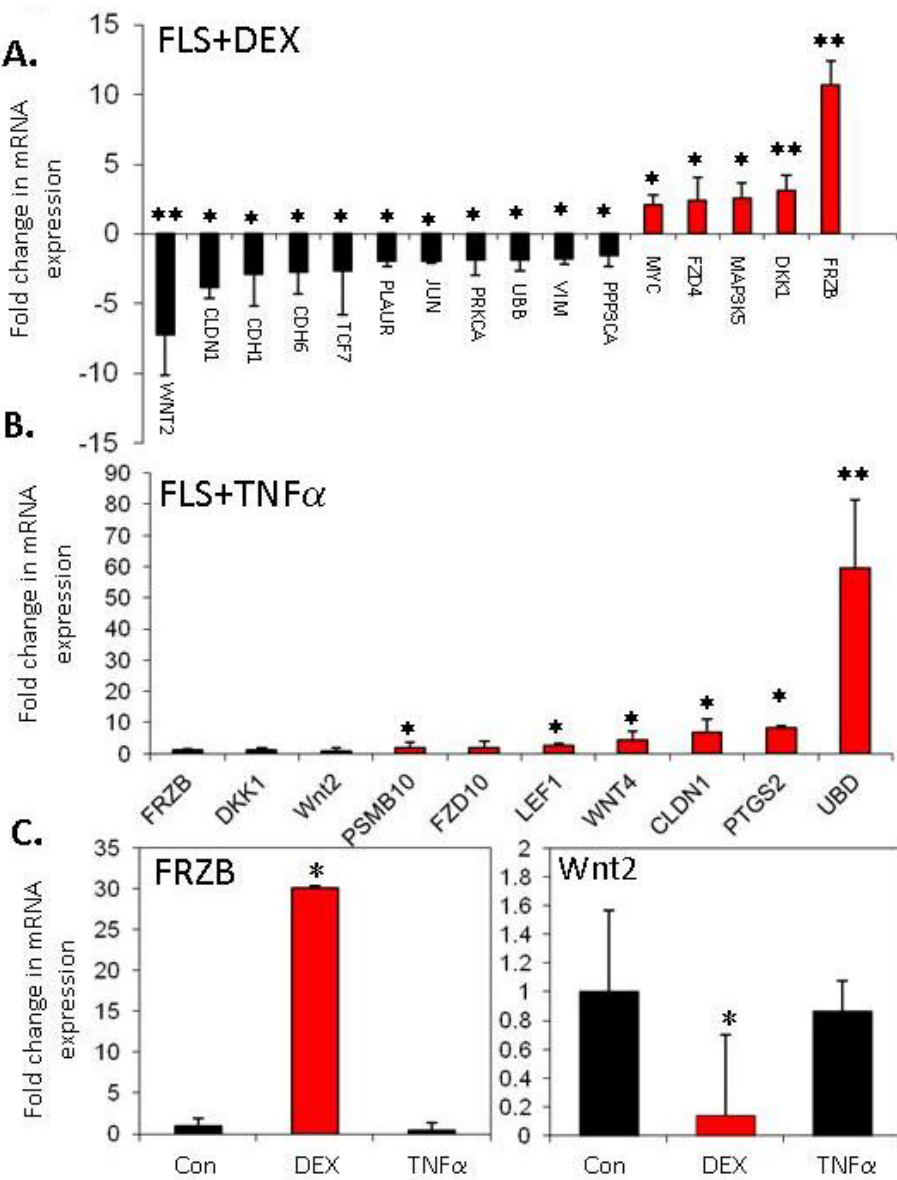 A.
FLS+DEX
Fold change in mRNA
expression
15
10
5
0
-5
-10
-15
** * * * * * * * * * * * * * ** **
WNT2 CLDN1 CDH1 CDH6 TCF7 PLAUR JUN PRKCA UBB VIM PPP3CA MYC FZD4 MAP3K5 DKK1 FRZB
B.
FLS+TNFα
Fold change in mRNA
expression
90
80
70
60
50
40
30
20
10
0
* * * * * **
FRZB DKK1 Wnt2 PSMB10 FZD10 LEF1 WNT4 CLDN1 PTGS2 UBD
C.
FRZB
Fold change in mRNA
expression
35
30
25
20
15
10
5
0
*
Con DEX TNFα
Wnt2
2
1.8
1.6
1.4
1.2
1
0.8
0.6
0.4
0.2
0
*
Con DEX TNFα